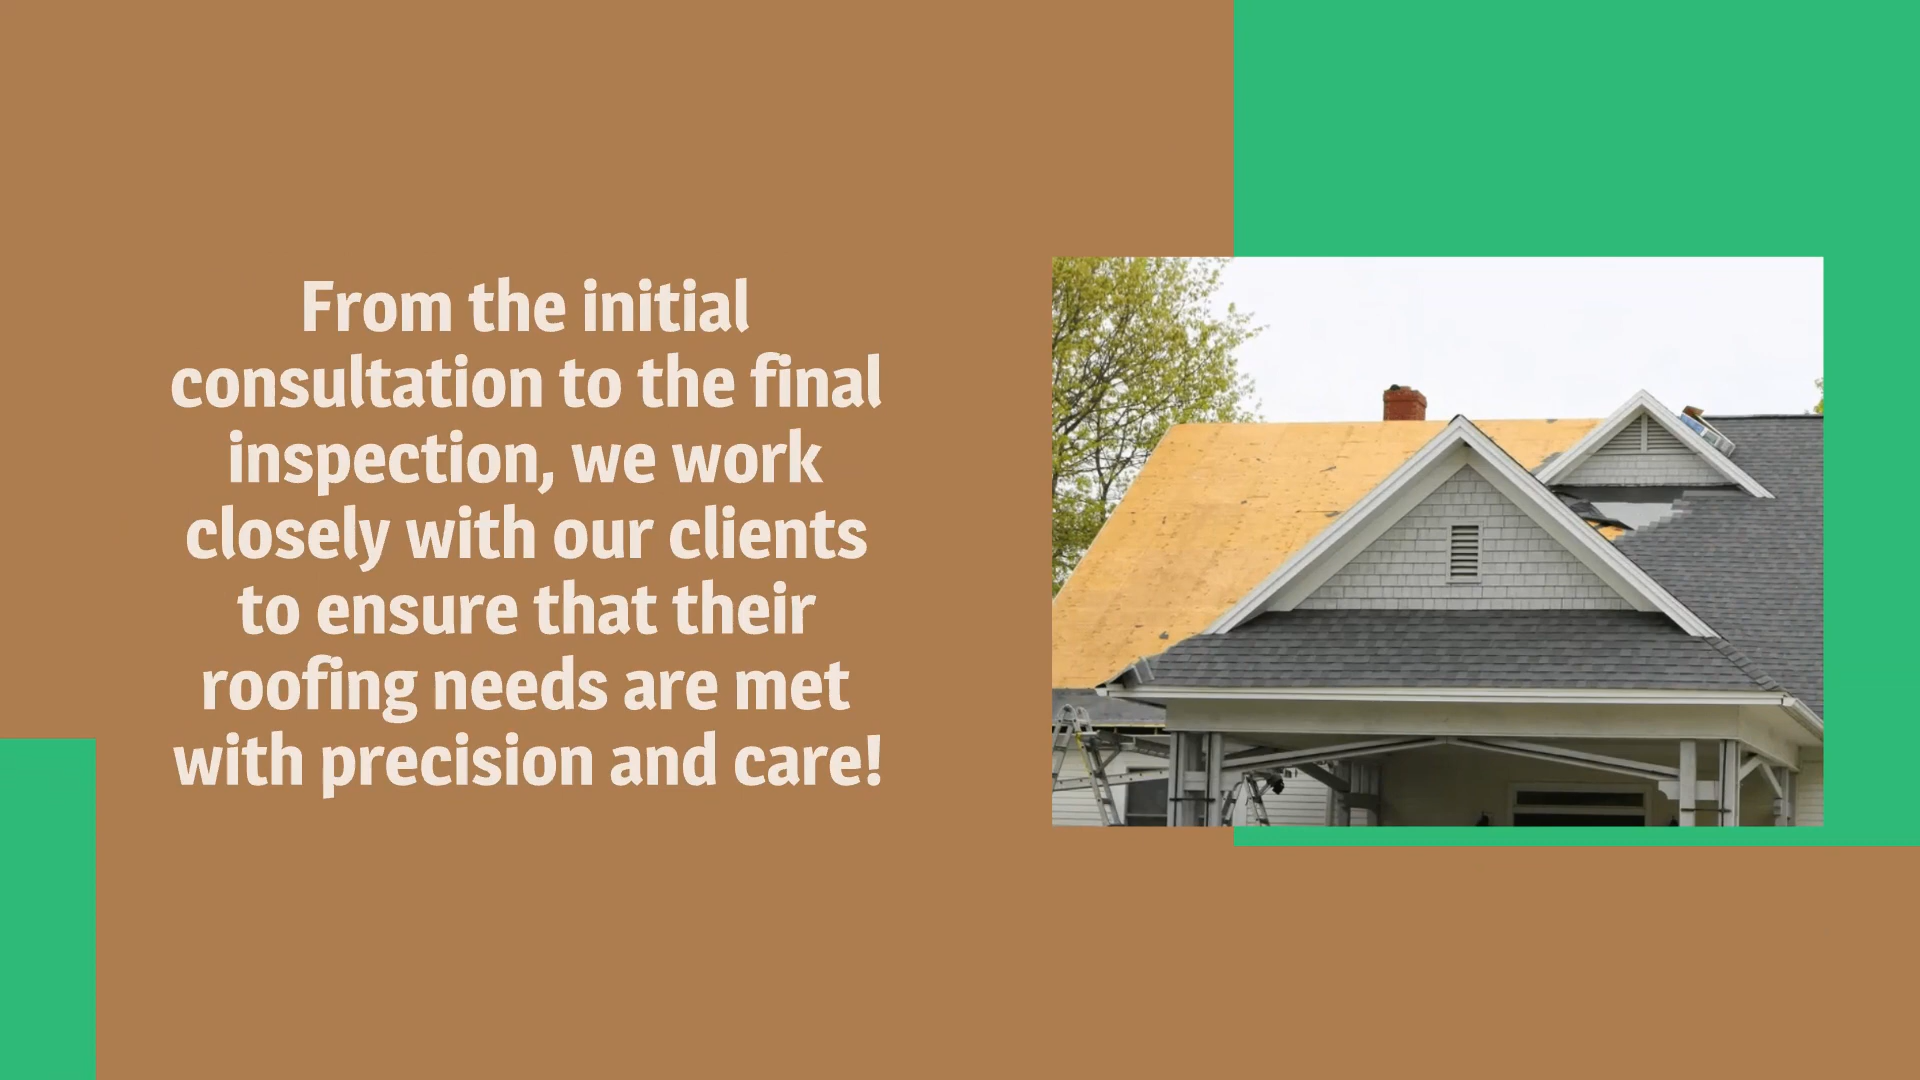 From the initial
consultation to the final
inspection, we work
closely with our clients
to ensure that their
roofing needs are met
with precision and care!